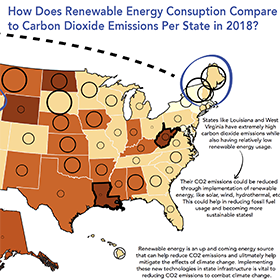 How Does Renewable Energy Consuption Compare
to Carbon Dioxide Emissions Per State in 2018?
States like Louisiana and West
Virginia have extremely high
carbon dioxide emissions while
also having relatively low
renewable energy usage.
Their CO2 emissions could be reduced
through implementation of renewable
energy, like solar, wind, hydrothermal, etc
This could help in reducing fossil fuel
usage and becoming more
sustainable states!
Renewable energy is an up and coming energy source
that can help reduce CO2 emissions and ultimately help
mitigate the effects of climate change. Implementing
these new technologies in state infrastructure is vital to
reducing CO2 emissions to combat climate change.